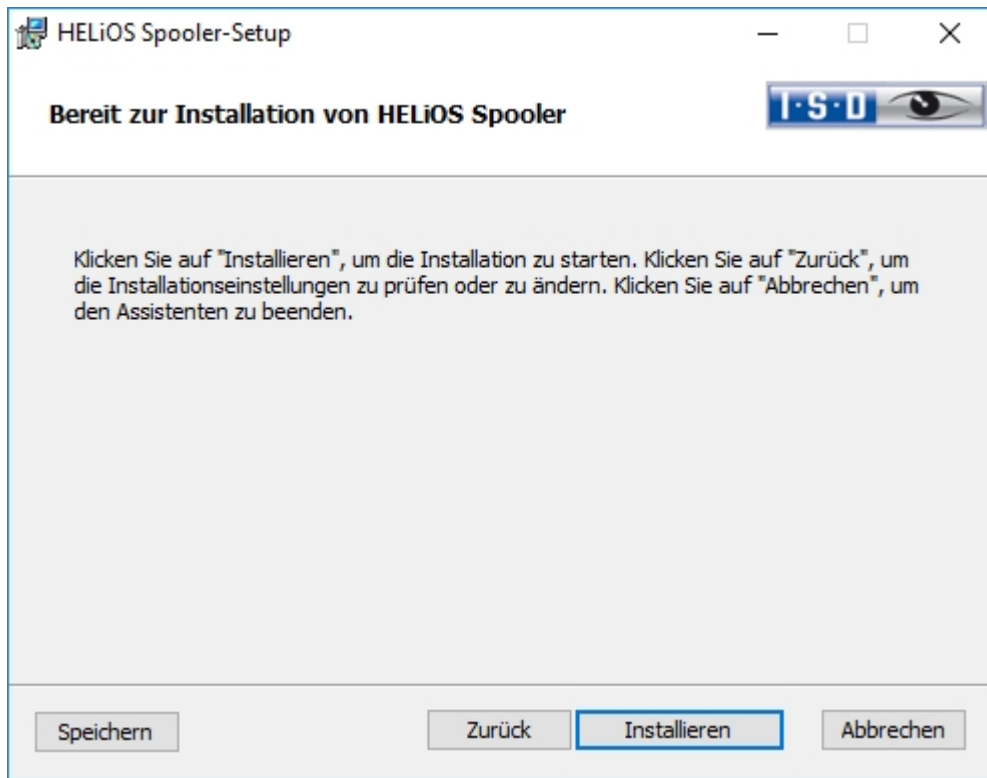 HELiOS Spooler-Setup
Bereit zur Installation von HELiOS Spooler
I·S·D
Klicken Sie auf "Installieren", um die Installation zu starten. Klicken Sie auf "Zurück", um
die Installationseinstellungen zu prüfen oder zu ändern. Klicken Sie auf "Abbrechen", um
den Assistenten zu beenden.
Speichern
Zurück
Installieren
Abbrechen